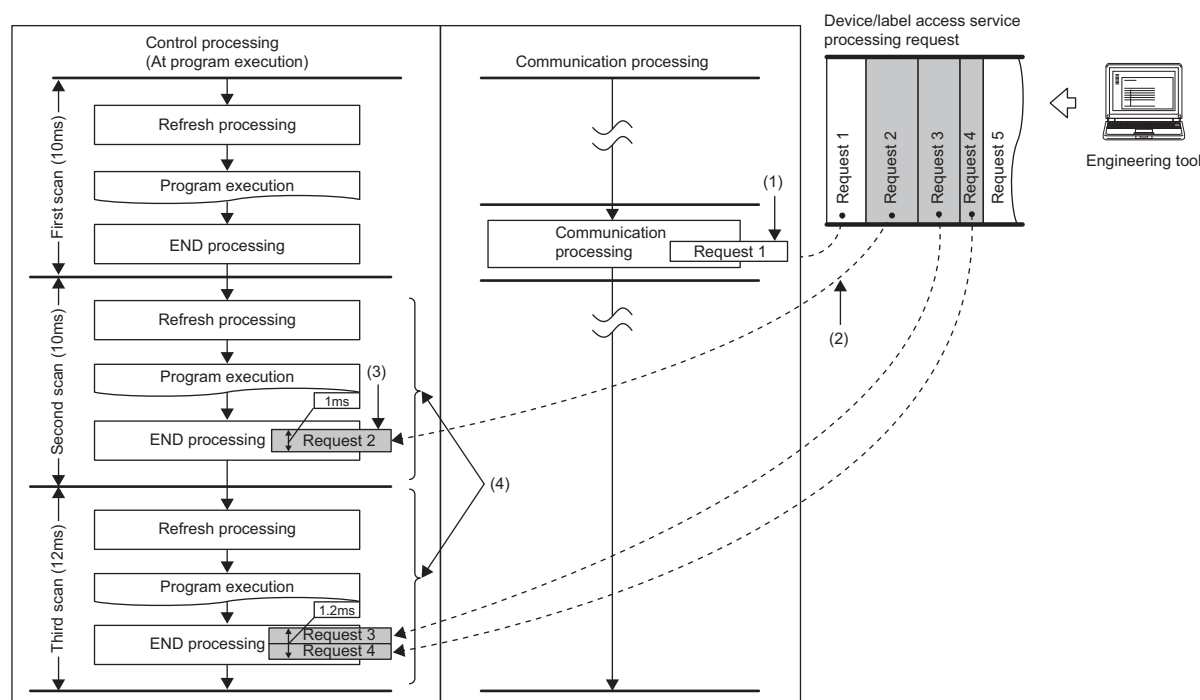 Device/label access service
processing request
Control processing
(At program execution)
Communication processing
Engineering tool
Request 1
Request 2
Request 3
Request 4
Request 5
First scan (10ms)
Refresh processing
Program execution
END processing
(1)
Communication
processing
Request 1
(2)
Second scan (10ms)
Refresh processing
Program execution
(3)
1ms
END processing
Request 2
(4)
Third scan (12ms)
Refresh processing
Program execution
1.2ms
END processing
Request 3
Request 4